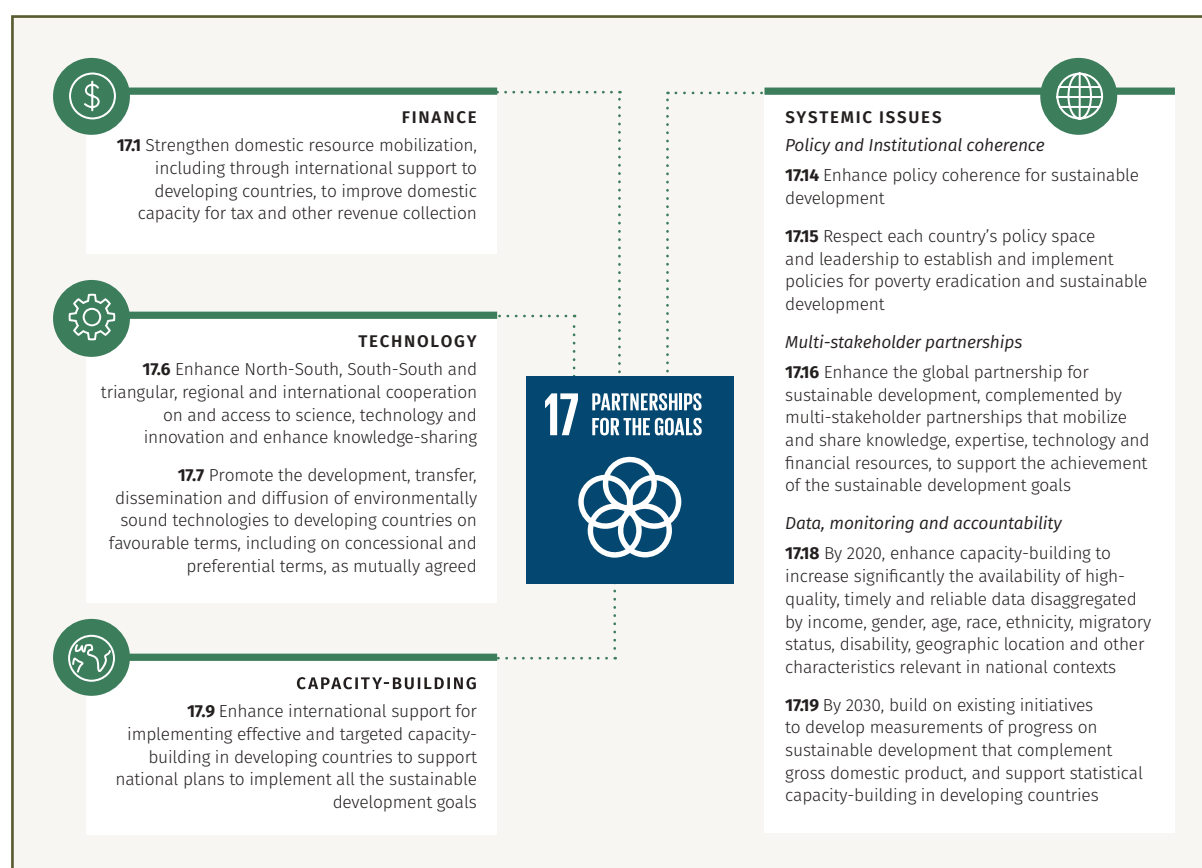 FINANCE
17.1 Strengthen domestic resource mobilization,
including through international support to
developing countries, to improve domestic
capacity for tax and other revenue collection
TECHNOLOGY
17.6 Enhance North-South, South-South and
triangular, regional and international cooperation
on and access to science, technology and
innovation and enhance knowledge-sharing
17.7 Promote the development, transfer,
dissemination and diffusion of environmentally
sound technologies to developing countries on
favourable terms, including on concessional and
preferential terms, as mutually agreed
CAPACITY-BUILDING
17.9 Enhance international support for
implementing effective and targeted capacity-
building in developing countries to support
national plans to implement all the sustainable
development goals
17 PARTNERSHIPS
FOR THE GOALS
SYSTEMIC ISSUES
Policy and Institutional coherence
17.14 Enhance policy coherence for sustainable
development
17.15 Respect each country’s policy space
and leadership to establish and implement
policies for poverty eradication and sustainable
development
Multi-stakeholder partnerships
17.16 Enhance the global partnership for
sustainable development, complemented by
multi-stakeholder partnerships that mobilize
and share knowledge, expertise, technology and
financial resources, to support the achievement
of the sustainable development goals
Data, monitoring and accountability
17.18 By 2020, enhance capacity-building to
increase significantly the availability of high-
quality, timely and reliable data disaggregated
by income, gender, age, race, ethnicity, migratory
status, disability, geographic location and other
characteristics relevant in national contexts
17.19 By 2030, build on existing initiatives
to develop measurements of progress on
sustainable development that complement
gross domestic product, and support statistical
capacity-building in developing countries